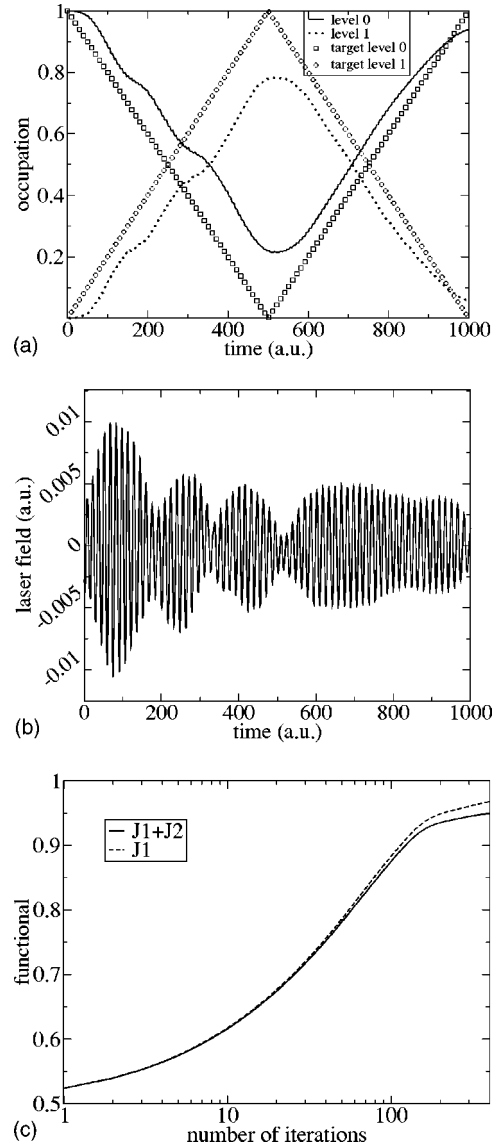 1
0.8
0.6
0.4
0.2
occupation
level 0
level 1
target level 0
target level 1
0 200 400 600 800 1000
time (a.u.)
(a)
0.01
0.005
0
-0.005
-0.01
laser field (a.u.)
0 200 400 600 800 1000
time (a.u.)
(b)
1
0.9
0.8
0.7
0.6
0.5
functional
J1+J2
J1
1 10 100
number of iterations
(c)